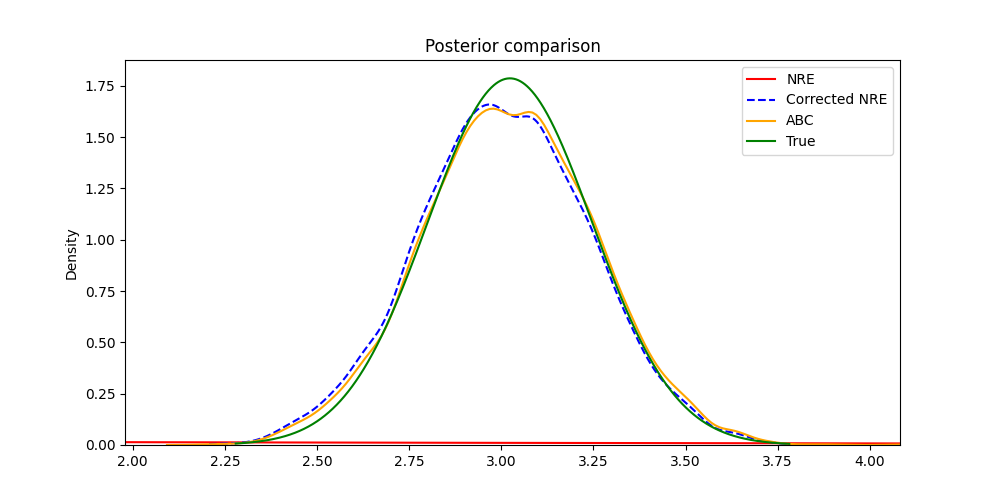 Posterior comparison
NRE
Corrected NRE
ABC
True
Density
1.75
1.50
1.25
1.00
0.75
0.50
0.25
0.00
2.00 2.25 2.50 2.75 3.00 3.25 3.50 3.75 4.00